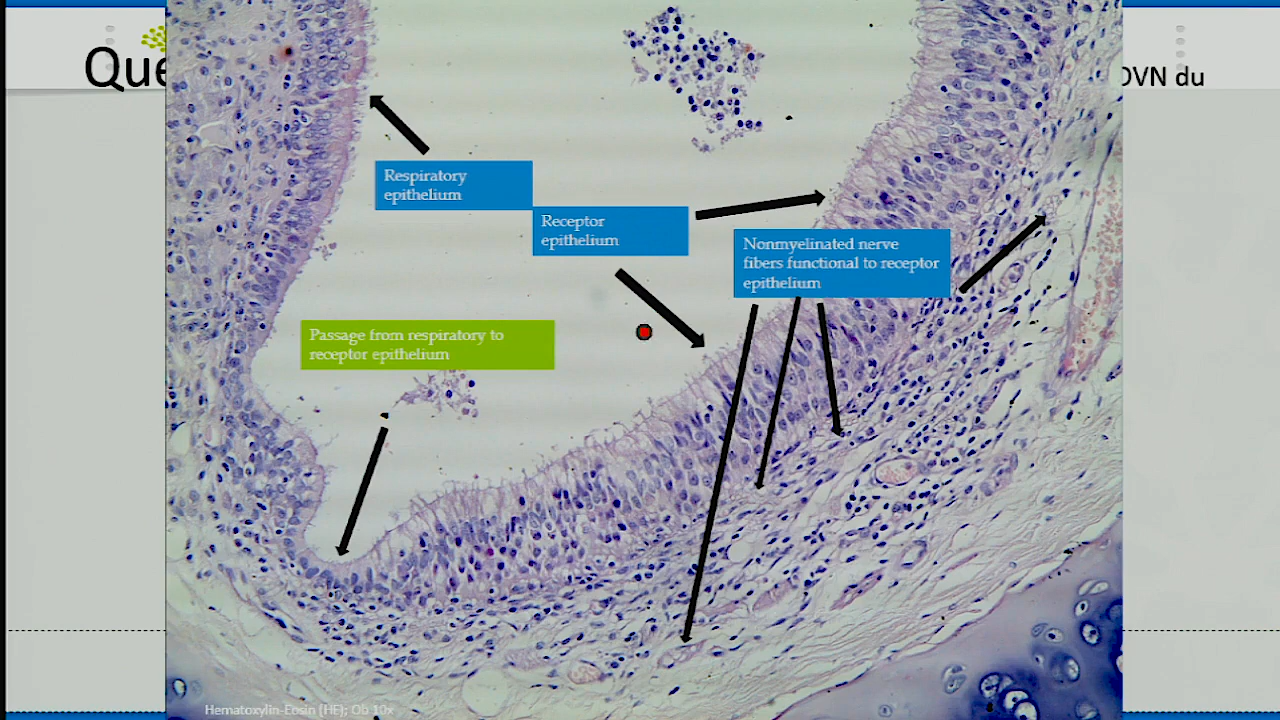 Que
OVN du
Respiratory
epithelium
Receptor
epithelium
Nonmyelinated nerve
fibers functional to receptor
epithelium
Passage from respiratory to
receptor epithelium
Hematoxylin-Eosin (HE); Ob 10x